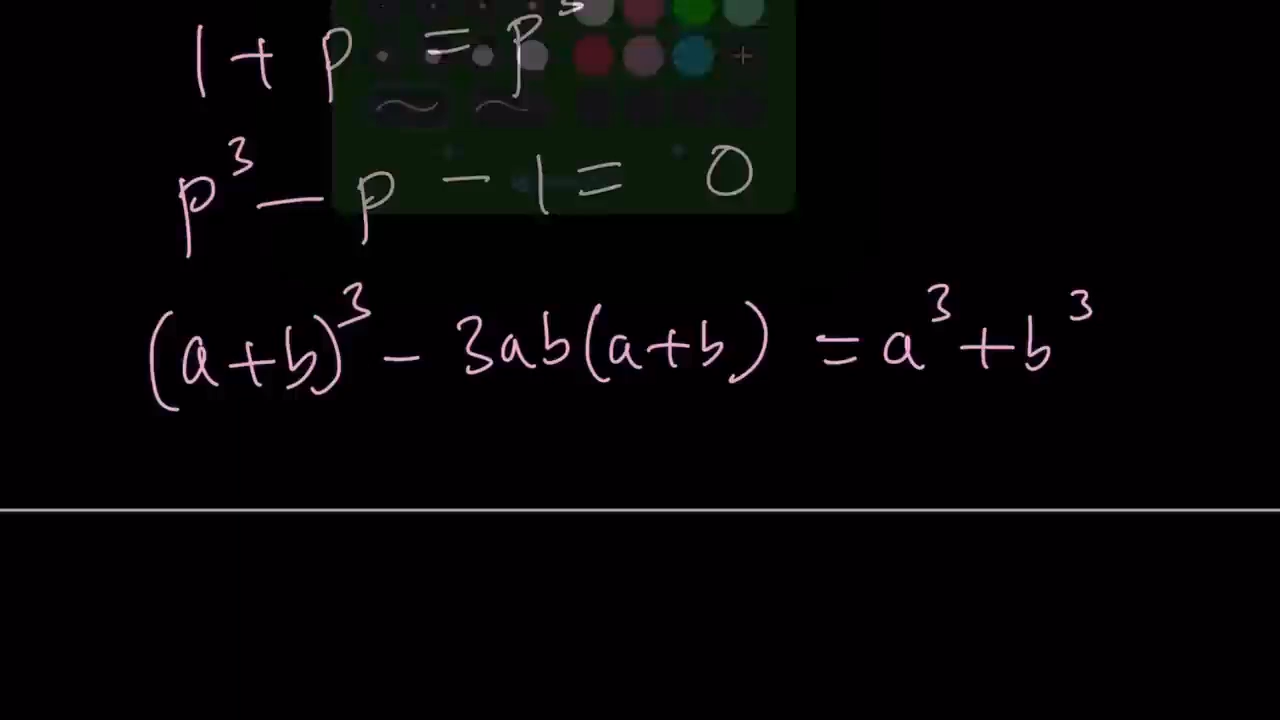 1 + p = p³
p³ − p − 1 = 0
(a+b)³ − 3ab(a+b) = a³ + b³